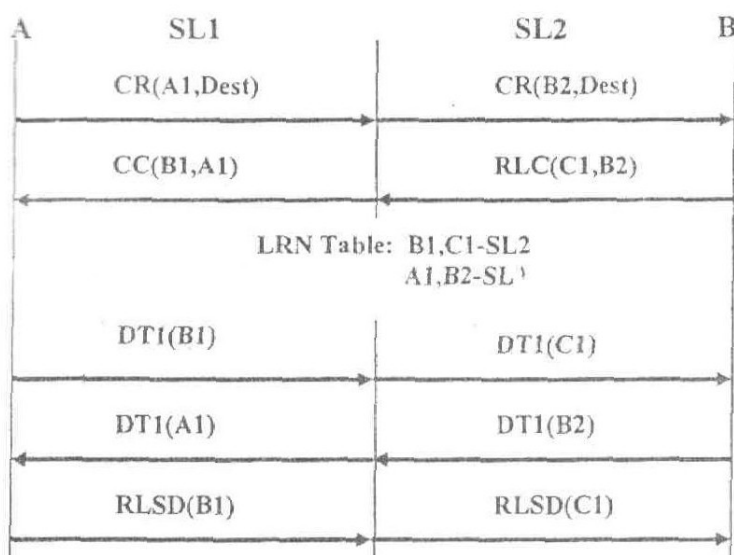 A SL1 SL2 B
CR(A1,Dest) CR(B2,Dest)
CC(B1,A1) RLC(C1,B2)
LRN Table: B1,C1-SL2
A1,B2-SL1
DT1(B1) DT1(C1)
DT1(A1) DT1(B2)
RLSD(B1) RLSD(C1)